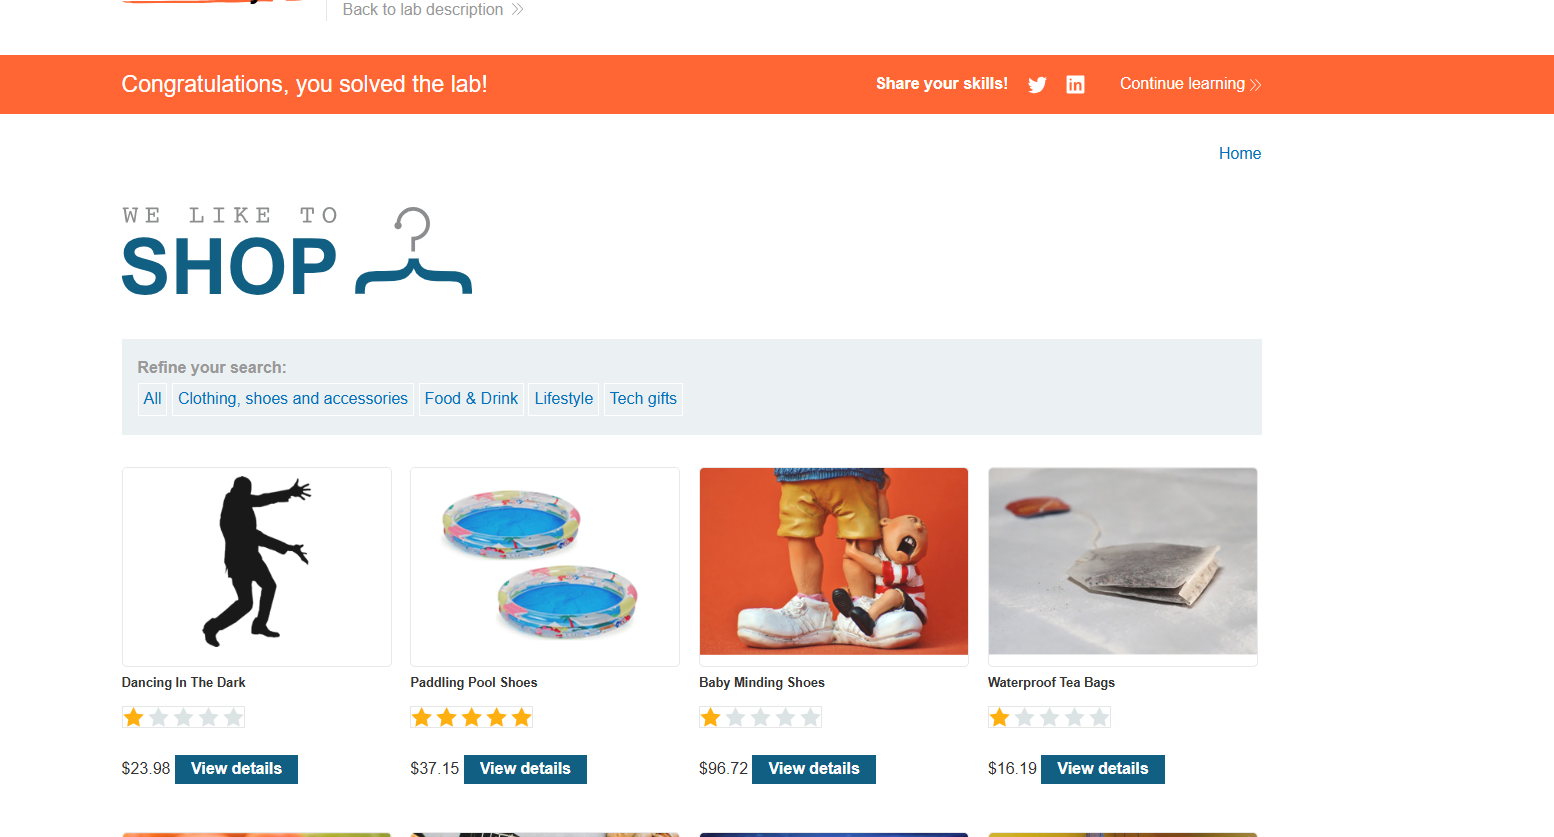 Back to lab description
Congratulations, you solved the lab!
Share your skills!
Continue learning
Home
WE LIKE TO
SHOP
Refine your search:
All
Clothing, shoes and accessories
Food & Drink
Lifestyle
Tech gifts
Dancing In The Dark
Paddling Pool Shoes
Baby Minding Shoes
Waterproof Tea Bags
$23.98 View details
$37.15 View details
$96.72 View details
$16.19 View details